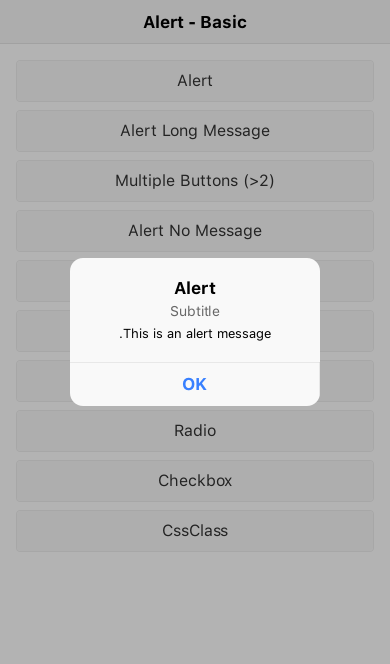 Alert - Basic
Alert
Alert Long Message
Multiple Buttons (>2)
Alert No Message
Alert
Subtitle
.This is an alert message
OK
Radio
Checkbox
CssClass